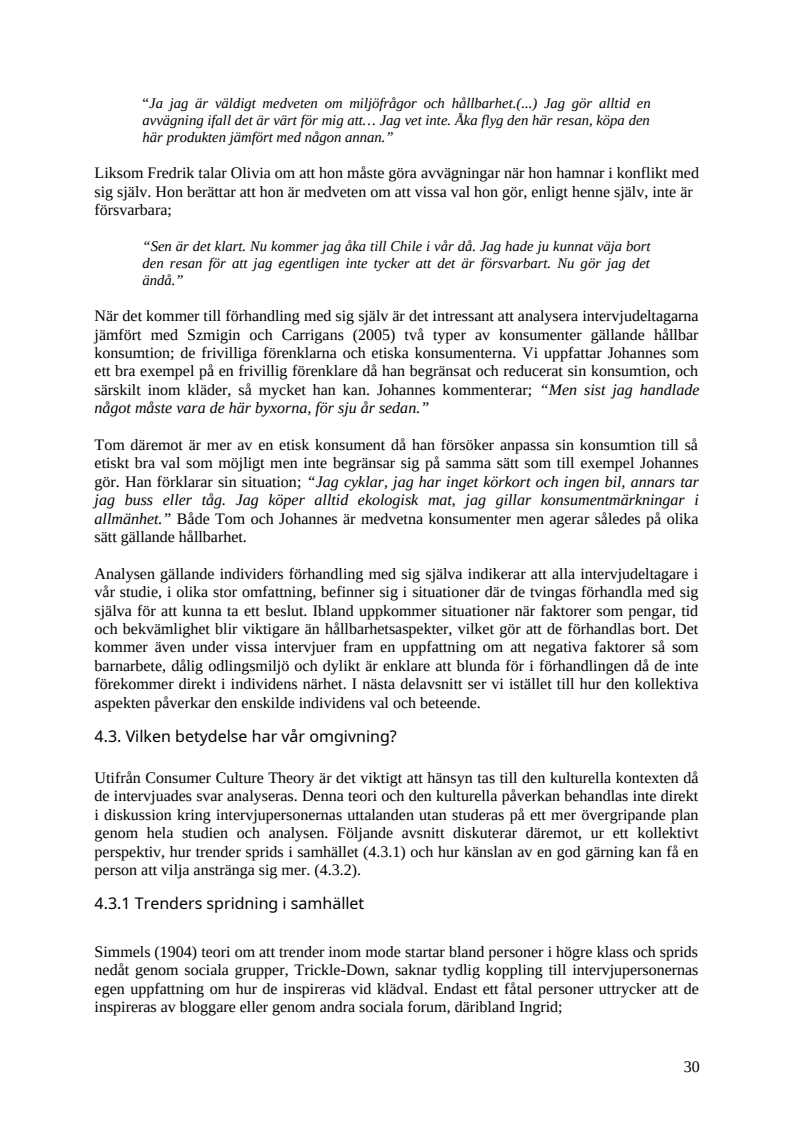 “Ja jag är väldigt medveten om miljöfrågor och hållbarhet.(...) Jag gör alltid en
avvägning ifall det är värt för mig att… Jag vet inte. Åka flyg den här resan, köpa den
här produkten jämfört med någon annan.”
Liksom Fredrik talar Olivia om att hon måste göra avvägningar när hon hamnar i konflikt med
sig själv. Hon berättar att hon är medveten om att vissa val hon gör, enligt henne själv, inte är
försvarbara;
“Sen är det klart. Nu kommer jag åka till Chile i vår då. Jag hade ju kunnat väja bort
den resan för att jag egentligen inte tycker att det är försvarbart. Nu gör jag det
ändå.”
När det kommer till förhandling med sig själv är det intressant att analysera intervjudeltagarna
jämfört med Szmigin och Carrigans (2005) två typer av konsumenter gällande hållbar
konsumtion; de frivilliga förenklarna och etiska konsumenterna. Vi uppfattar Johannes som
ett bra exempel på en frivillig förenklare då han begränsat och reducerat sin konsumtion, och
särskilt inom kläder, så mycket han kan. Johannes kommenterar; “Men sist jag handlade
något måste vara de här byxorna, för sju år sedan.”
Tom däremot är mer av en etisk konsument då han försöker anpassa sin konsumtion till så
etiskt bra val som möjligt men inte begränsar sig på samma sätt som till exempel Johannes
gör. Han förklarar sin situation; “Jag cyklar, jag har inget körkort och ingen bil, annars tar
jag buss eller tåg. Jag köper alltid ekologisk mat, jag gillar konsumentmärkningar i
allmänhet.” Både Tom och Johannes är medvetna konsumenter men agerar således på olika
sätt gällande hållbarhet.
Analysen gällande individers förhandling med sig själva indikerar att alla intervjudeltagare i
vår studie, i olika stor omfattning, befinner sig i situationer där de tvingas förhandla med sig
själva för att kunna ta ett beslut. Ibland uppkommer situationer när faktorer som pengar, tid
och bekvämlighet blir viktigare än hållbarhetsaspekter, vilket gör att de förhandlas bort. Det
kommer även under vissa intervjuer fram en uppfattning om att negativa faktorer så som
barnarbete, dålig odlingsmiljö och dylikt är enklare att blunda för i förhandlingen då de inte
förekommer direkt i individens närhet. I nästa delavsnitt ser vi istället till hur den kollektiva
aspekten påverkar den enskilde individens val och beteende.
4.3. Vilken betydelse har vår omgivning?
Utifrån Consumer Culture Theory är det viktigt att hänsyn tas till den kulturella kontexten då
de intervjuades svar analyseras. Denna teori och den kulturella påverkan behandlas inte direkt
i diskussion kring intervjupersonernas uttalanden utan studeras på ett mer övergripande plan
genom hela studien och analysen. Följande avsnitt diskuterar däremot, ur ett kollektivt
perspektiv, hur trender sprids i samhället (4.3.1) och hur känslan av en god gärning kan få en
person att vilja anstränga sig mer. (4.3.2).
4.3.1 Trenders spridning i samhället
Simmels (1904) teori om att trender inom mode startar bland personer i högre klass och sprids
nedåt genom sociala grupper, Trickle-Down, saknar tydlig koppling till intervjupersonernas
egen uppfattning om hur de inspireras vid klädval. Endast ett fåtal personer uttrycker att de
inspireras av bloggare eller genom andra sociala forum, däribland Ingrid;
30